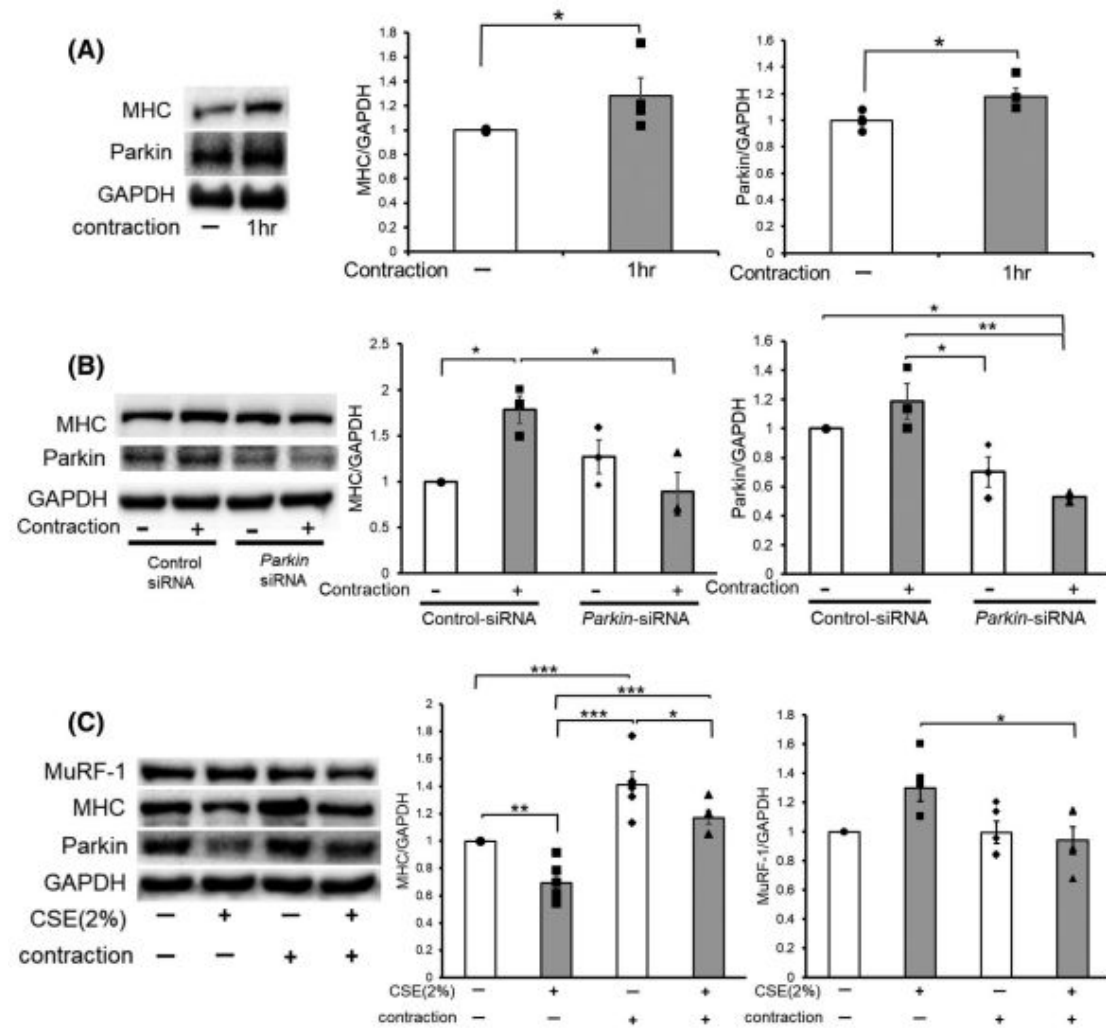 (A)
MHC
Parkin
GAPDH
contraction – 1hr
MHC/GAPDH
1.8
1.6
1.4
1.2
1
0.8
0.6
0.4
0.2
0
*
Contraction – 1hr
Parkin/GAPDH
1.8
1.6
1.4
1.2
1
0.8
0.6
0.4
0.2
0
*
Contraction – 1hr
(B)
MHC
Parkin
GAPDH
Contraction - + - +
Control siRNA
Parkin siRNA
MHC/GAPDH
2.5
2
1.5
1
0.5
0
* *
Contraction - + - +
Control-siRNA Parkin-siRNA
Parkin/GAPDH
1.6
1.4
1.2
1
0.8
0.6
0.4
0.2
0
*
**
*
Contraction - + - +
Control-siRNA Parkin-siRNA
(C)
MuRF-1
MHC
Parkin
GAPDH
CSE(2%) – + – +
contraction – – + +
MHC/GAPDH
2
1.8
1.6
1.4
1.2
1
0.8
0.6
0.4
0.2
0
***
***
*** *
**
CSE(2%) – + – +
contraction – – + +
MuRF-1/GAPDH
2
1.8
1.6
1.4
1.2
1
0.8
0.6
0.4
0.2
0
*
CSE(2%) – + – +
contraction – – + +